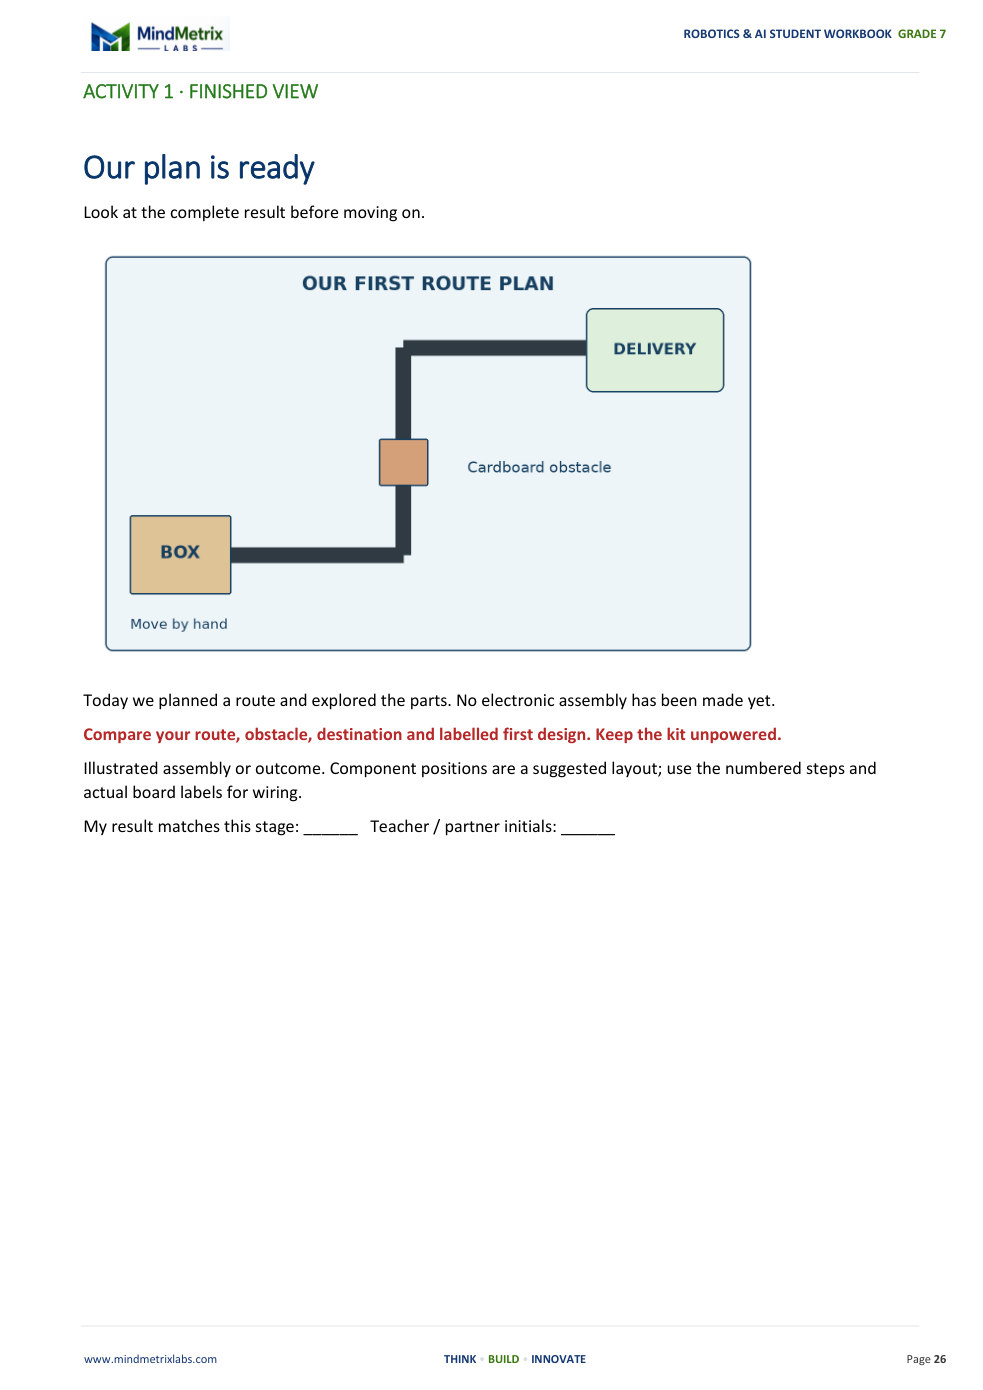 MindMetrix
LABS
ROBOTICS & AI STUDENT WORKBOOK GRADE 7
ACTIVITY 1 · FINISHED VIEW
Our plan is ready
Look at the complete result before moving on.
OUR FIRST ROUTE PLAN
DELIVERY
Cardboard obstacle
BOX
Move by hand
Today we planned a route and explored the parts. No electronic assembly has been made yet.
Compare your route, obstacle, destination and labelled first design. Keep the kit unpowered.
Illustrated assembly or outcome. Component positions are a suggested layout; use the numbered steps and
actual board labels for wiring.
My result matches this stage: ______ Teacher / partner initials: ______
www.mindmetrixlabs.com
THINK • BUILD • INNOVATE
Page 26